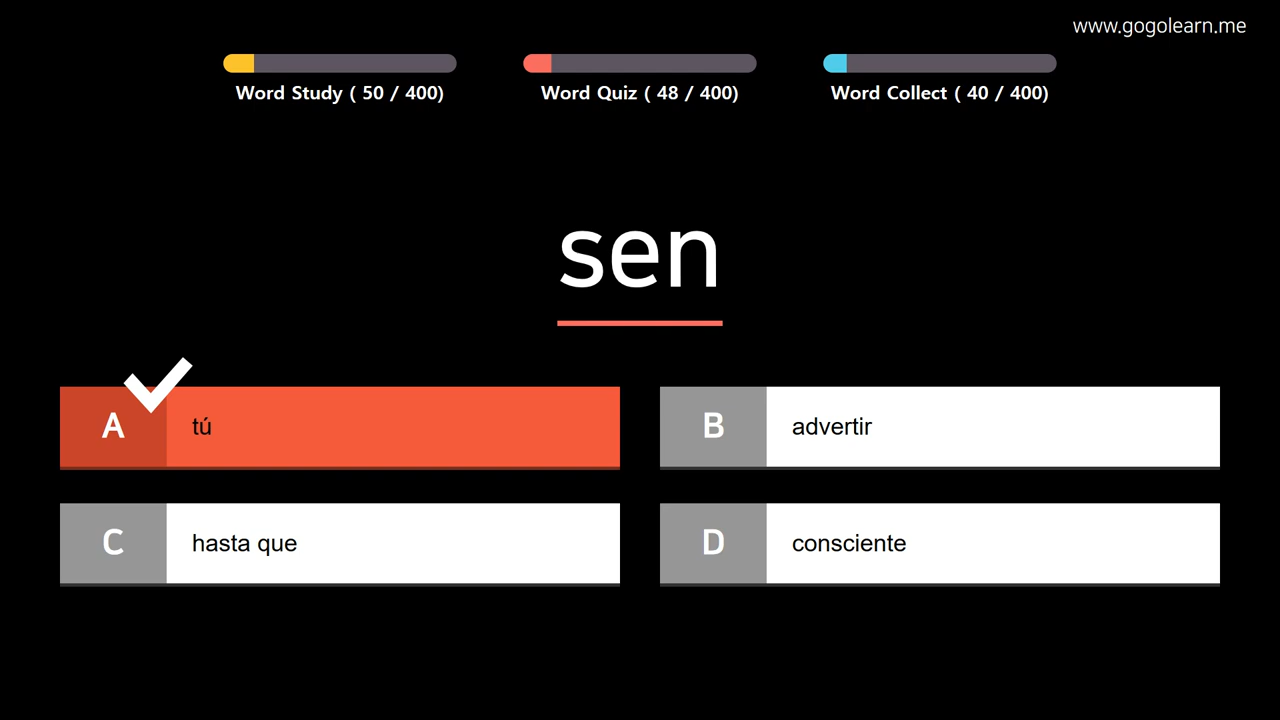 www.gogolearn.me
Word Study ( 50 / 400)
Word Quiz ( 48 / 400)
Word Collect ( 40 / 400)
sen
A tú
B advertir
C hasta que
D consciente